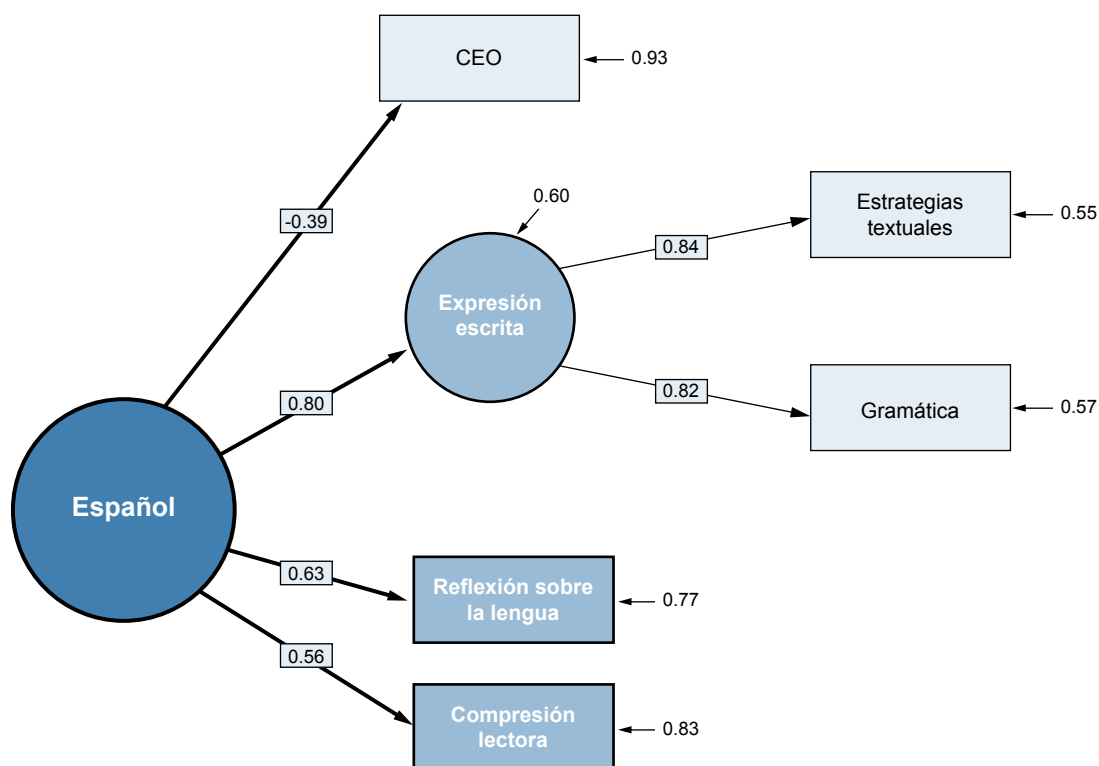 CEO
0.93
-0.39
0.60
Estrategias
textuales
0.55
0.84
Expresión
escrita
0.80
0.82
Gramática
0.57
Español
0.63
Reflexión sobre
la lengua
0.77
0.56
Compresión
lectora
0.83